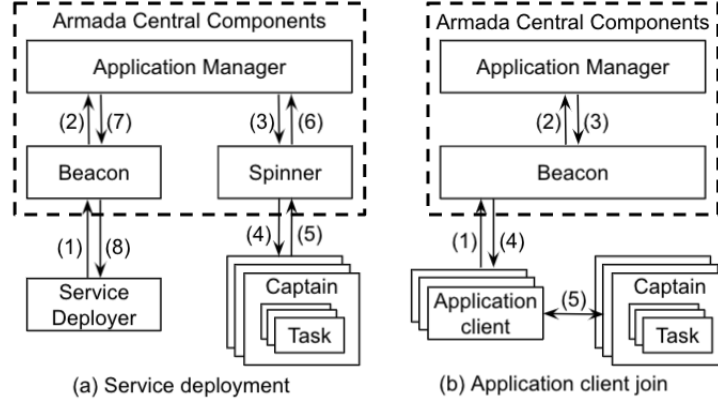 Armada Central Components
Application Manager
(2)
(7)
(3)
(6)
Beacon
Spinner
(1)
(8)
(4)
(5)
Service
Deployer
Captain
Task
(a) Service deployment
Armada Central Components
Application Manager
(2)
(3)
Beacon
(1)
(4)
Application
client
(5)
Captain
Task
(b) Application client join